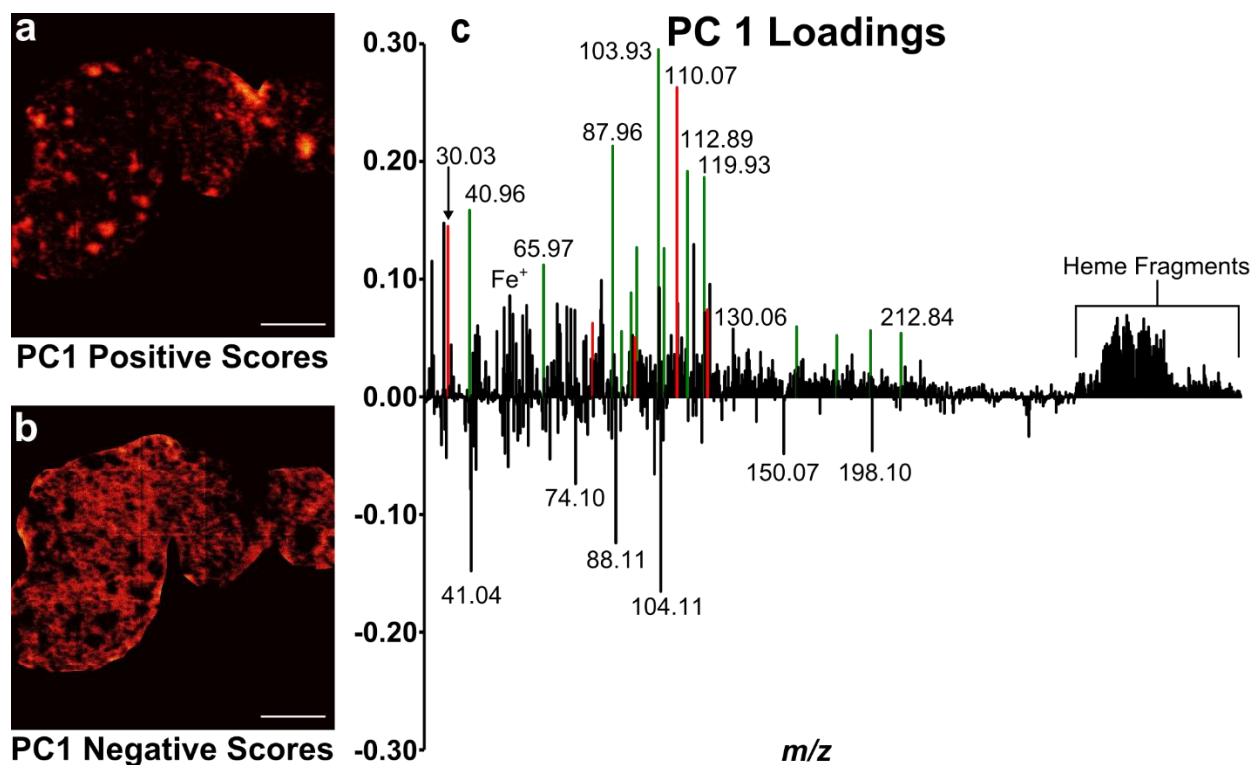 a
PC1 Positive Scores
b
PC1 Negative Scores
c
PC 1 Loadings
0.30
0.20
0.10
0.00
-0.10
-0.20
-0.30
103.93
110.07
87.96
112.89
30.03
119.93
40.96
65.97
Fe+
Heme Fragments
130.06
212.84
74.10
150.07
198.10
88.11
41.04
104.11
m/z